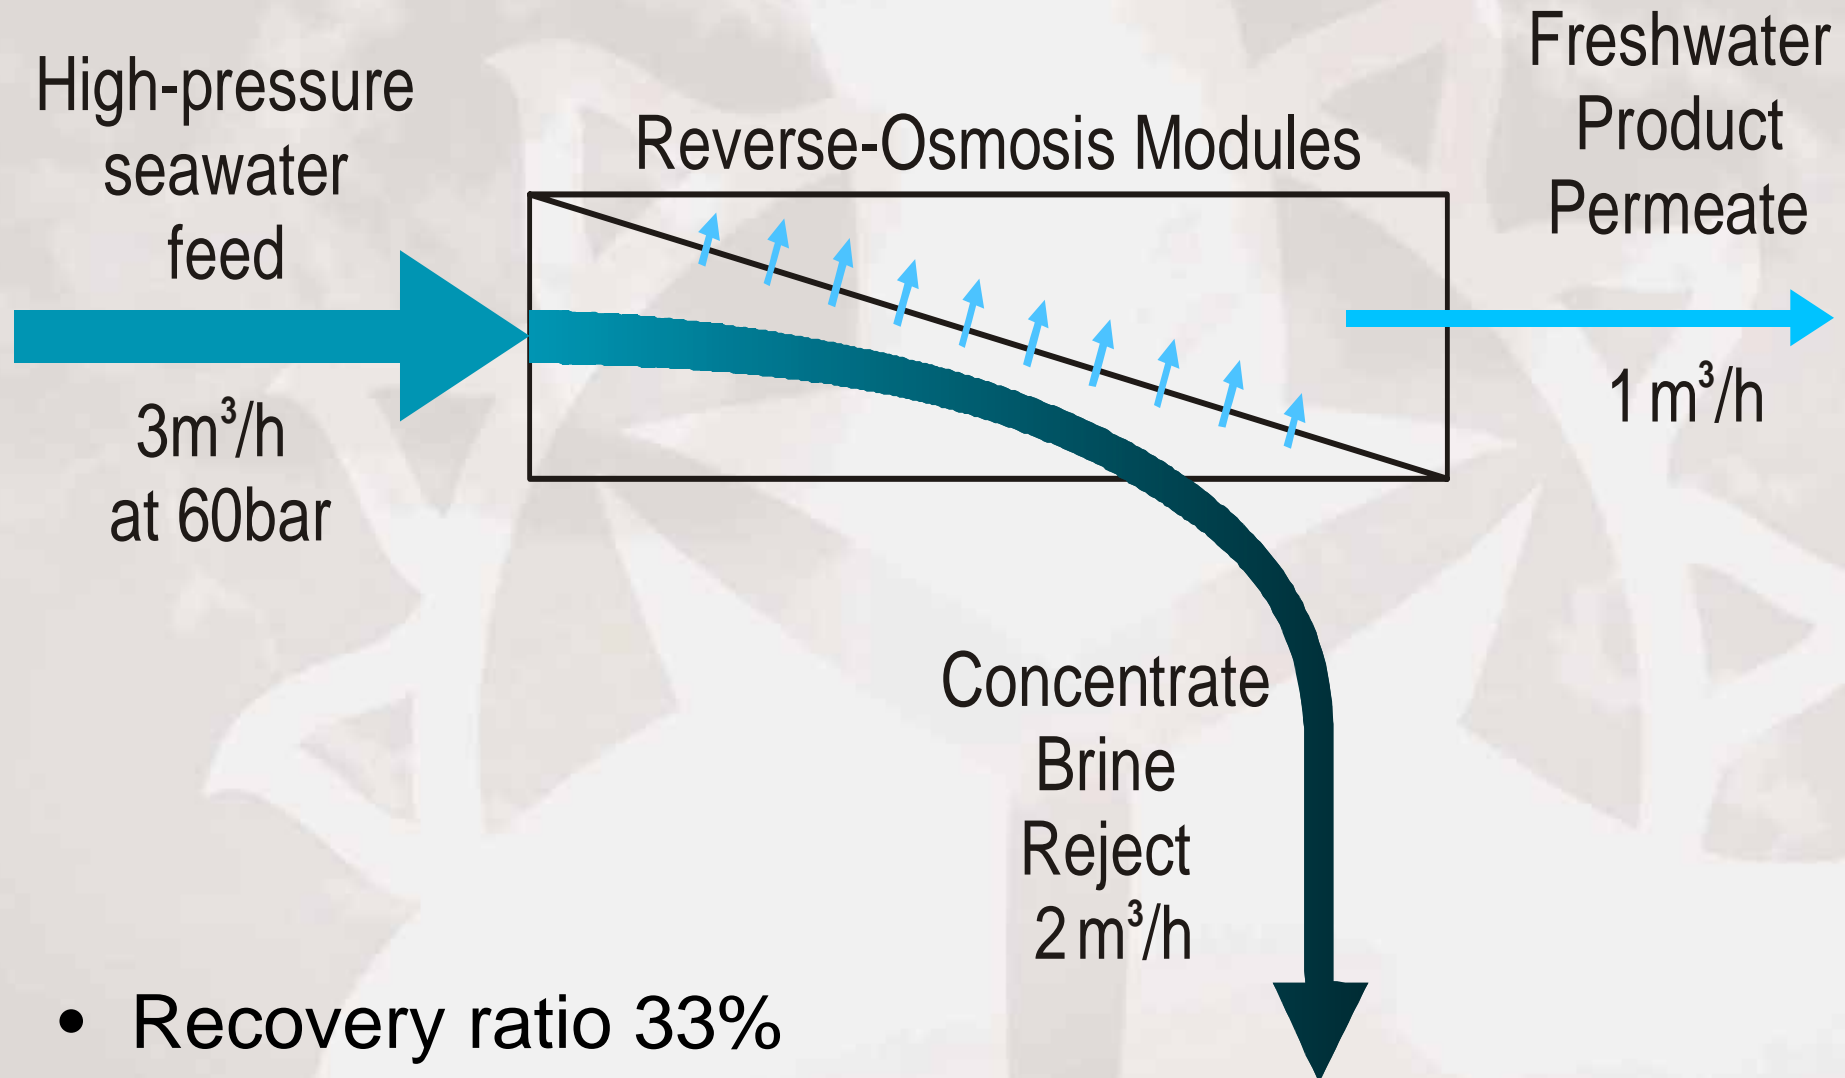 High-pressure
seawater
feed
3m³/h
at 60bar
Reverse-Osmosis Modules
Freshwater
Product
Permeate
1 m³/h
Concentrate
Brine
Reject
2 m³/h
• Recovery ratio 33%